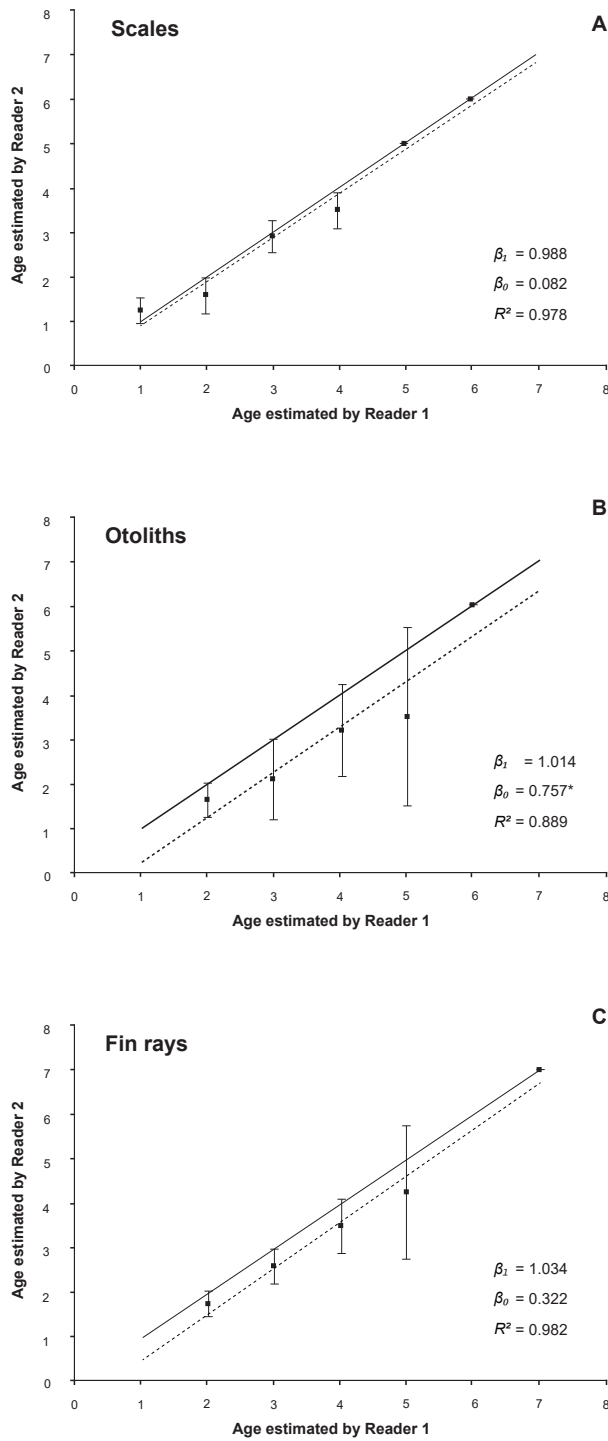 Scales
A
Age estimated by Reader 2
8
7
6
5
4
3
2
1
0
β₁ = 0.988
β₀ = 0.082
R² = 0.978
0 1 2 3 4 5 6 7 8
Age estimated by Reader 1
B
Otoliths
Age estimated by Reader 2
8
7
6
5
4
3
2
1
0
β₁ = 1.014
β₀ = 0.757*
R² = 0.889
0 1 2 3 4 5 6 7 8
Age estimated by Reader 1
C
Fin rays
Age estimated by Reader 2
8
7
6
5
4
3
2
1
0
β₁ = 1.034
β₀ = 0.322
R² = 0.982
0 1 2 3 4 5 6 7 8
Age estimated by Reader 1